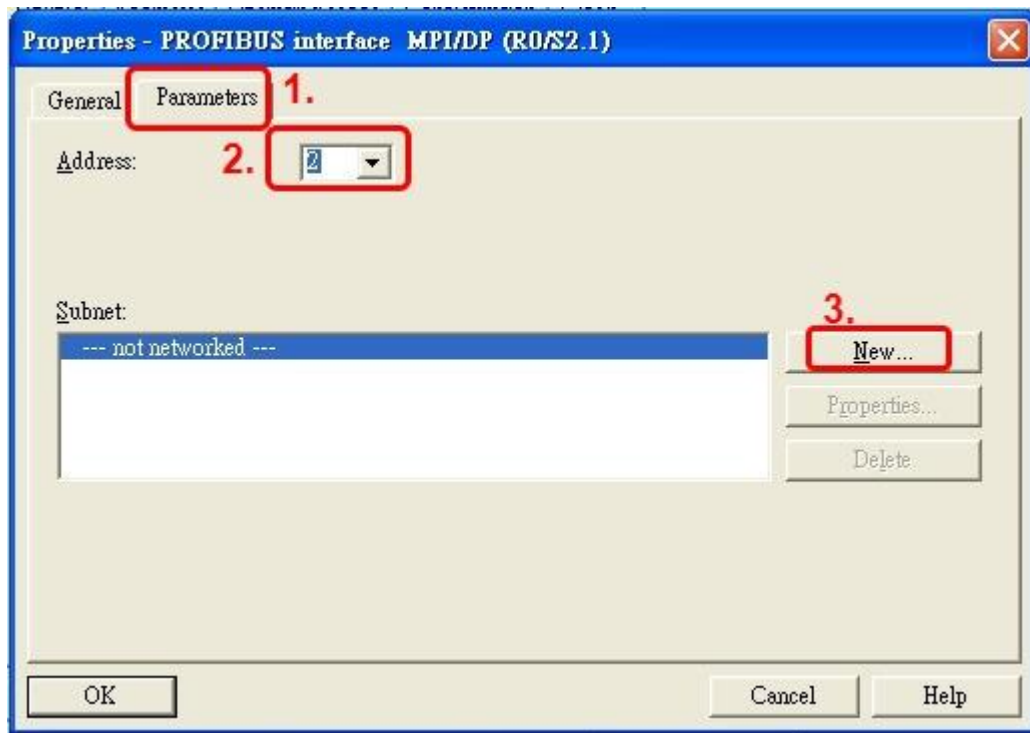 Properties - PROFIBUS interface MPI/DP (R0/S2.1)
General
Parameters
1.
Address:
2.
2
Subnet:
3.
--- not networked ---
New...
Properties...
Delete
OK
Cancel
Help